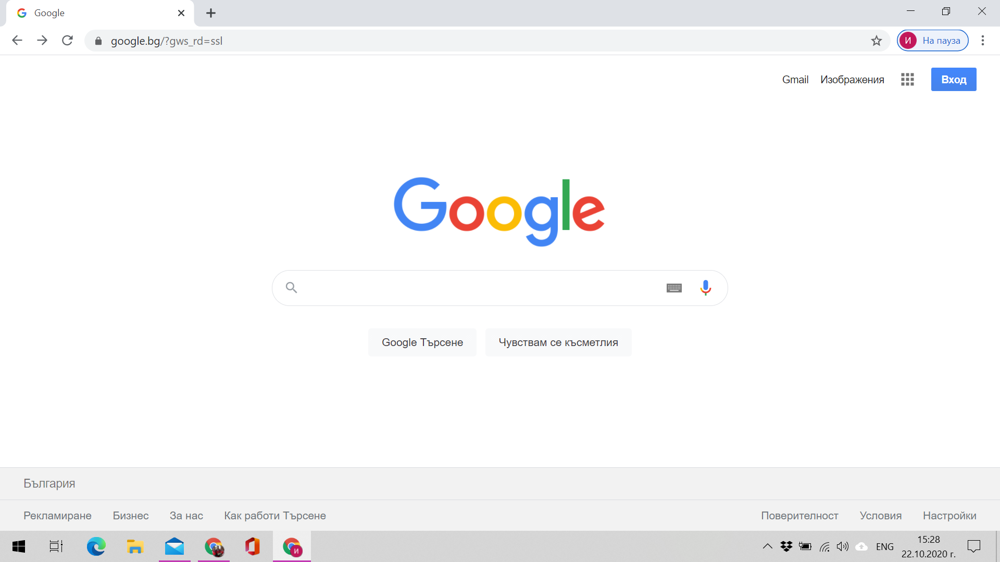 Google
google.bg/?gws_rd=ssl
И На пауза
Gmail Изображения Вход
Google
Google Търсене Чувствам се късметлия
България
Рекламиране Бизнес За нас Как работи Търсене Поверителност Условия Настройки
И ENG 15:28
22.10.2020 г.